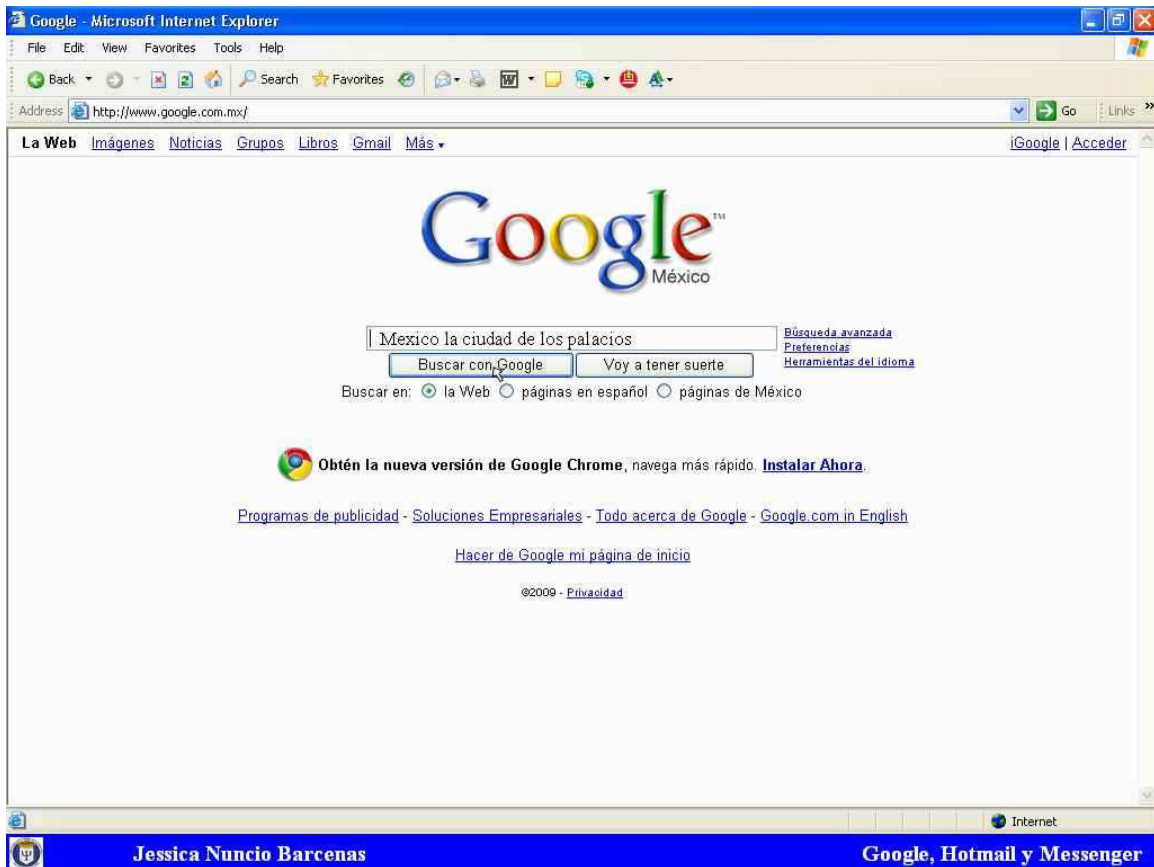 Google - Microsoft Internet Explorer
File Edit View Favorites Tools Help
Back Search Favorites
Address http://www.google.com.mx/ Go Links »
La Web Imágenes Noticias Grupos Libros Gmail Más iGoogle | Acceder
Google™
México
Mexico la ciudad de los palacios
Búsqueda avanzada
Preferencias
Herramientas del idioma
Buscar con Google Voy a tener suerte
Buscar en: la Web páginas en español páginas de México
Obtén la nueva versión de Google Chrome, navega más rápido. Instalar Ahora.
Programas de publicidad - Soluciones Empresariales - Todo acerca de Google - Google.com in English
Hacer de Google mi página de inicio
©2009 - Privacidad
Internet
Jessica Nuncio Barcenas Google, Hotmail y Messenger